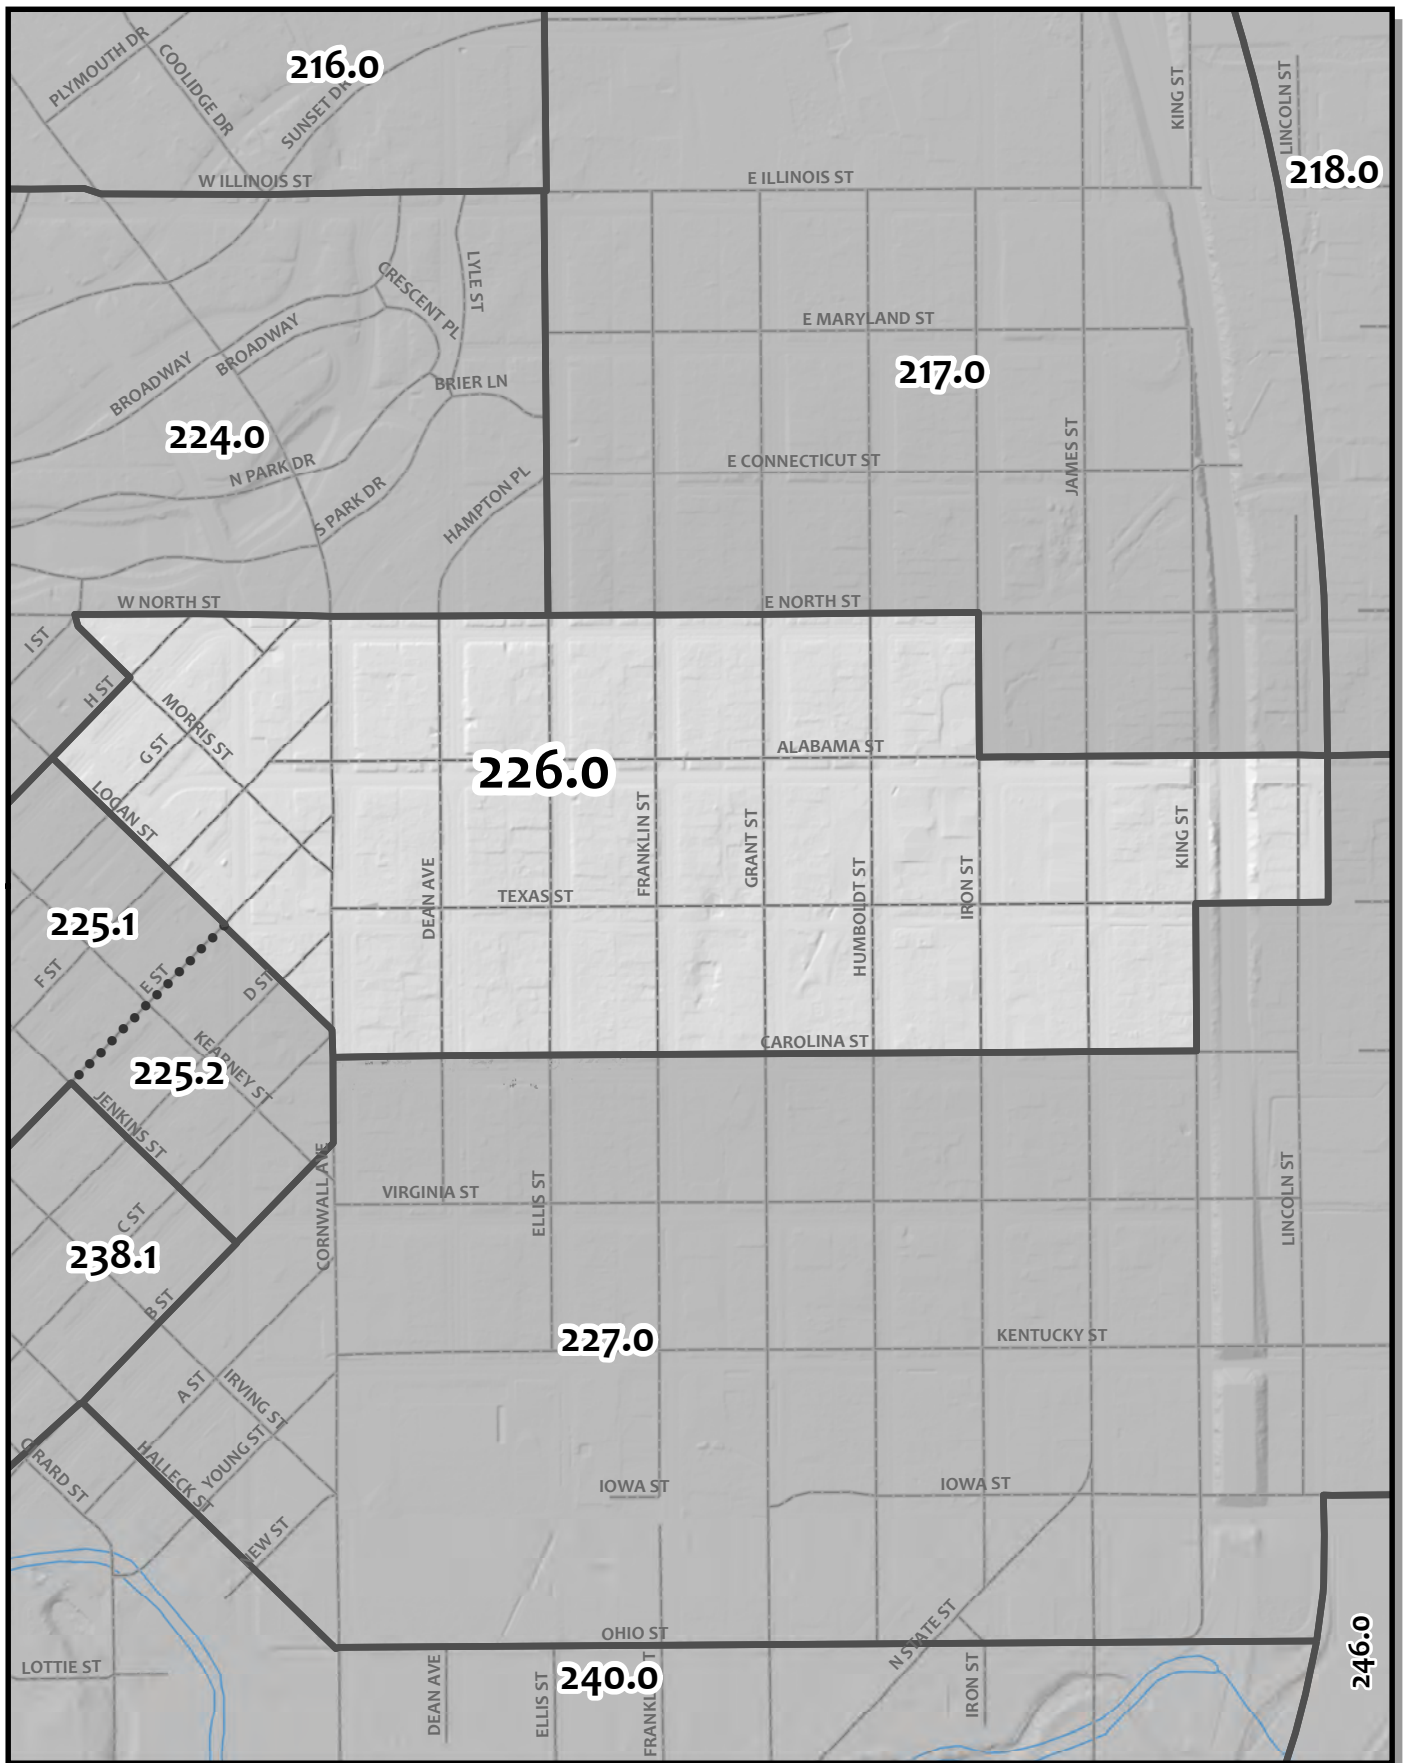 PLYMOUTH DR
COOLIDGE DR
216.0
SUNSET DR
KING ST
LINCOLN ST
218.0
W ILLINOIS ST
E ILLINOIS ST
LYLE ST
CRESCENT PL
BROADWAY
BROADWAY
E MARYLAND ST
217.0
BRIER LN
224.0
N PARK DR
S PARK DR
HAMPTON PL
E CONNECTICUT ST
JAMES ST
W NORTH ST
E NORTH ST
I ST
H ST
MORRIS ST
G ST
226.0
ALABAMA ST
LOGAN ST
FRANKLIN ST
GRANT ST
KING ST
DEAN AVE
TEXAS ST
HUMBOLDT ST
IRON ST
225.1
F ST
E ST
D ST
KEARNEY ST
225.2
CAROLINA ST
JENKINS ST
CORNWALL AVE
VIRGINIA ST
ELLIS ST
LINCOLN ST
C ST
238.1
B ST
227.0
KENTUCKY ST
A ST
IRVING ST
YOUNG ST
HALLECK ST
GIRARD ST
IOWA ST
IOWA ST
NEW ST
OHIO ST
N STATE ST
246.0
LOTTIE ST
DEAN AVE
ELLIS ST
240.0
FRANKLIN ST
IRON ST